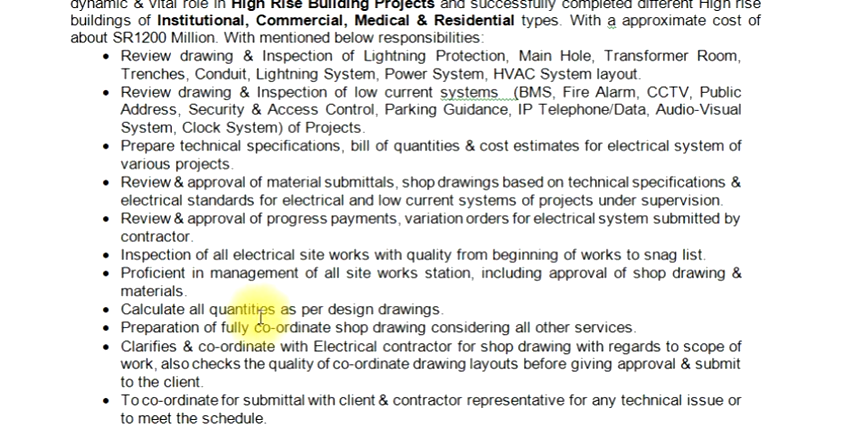 dynamic & vital role in High Rise Building Projects and successfully completed different High rise
buildings of Institutional, Commercial, Medical & Residential types. With a approximate cost of
about SR1200 Million. With mentioned below responsibilities:
• Review drawing & Inspection of Lightning Protection, Main Hole, Transformer Room,
Trenches, Conduit, Lightning System, Power System, HVAC System layout.
• Review drawing & Inspection of low current systems (BMS, Fire Alarm, CCTV, Public
Address, Security & Access Control, Parking Guidance, IP Telephone/Data, Audio-Visual
System, Clock System) of Projects.
• Prepare technical specifications, bill of quantities & cost estimates for electrical system of
various projects.
• Review & approval of material submittals, shop drawings based on technical specifications &
electrical standards for electrical and low current systems of projects under supervision.
• Review & approval of progress payments, variation orders for electrical system submitted by
contractor.
• Inspection of all electrical site works with quality from beginning of works to snag list.
• Proficient in management of all site works station, including approval of shop drawing &
materials.
• Calculate all quantities as per design drawings.
• Preparation of fully co-ordinate shop drawing considering all other services.
• Clarifies & co-ordinate with Electrical contractor for shop drawing with regards to scope of
work, also checks the quality of co-ordinate drawing layouts before giving approval & submit
to the client.
• To co-ordinate for submittal with client & contractor representative for any technical issue or
to meet the schedule.